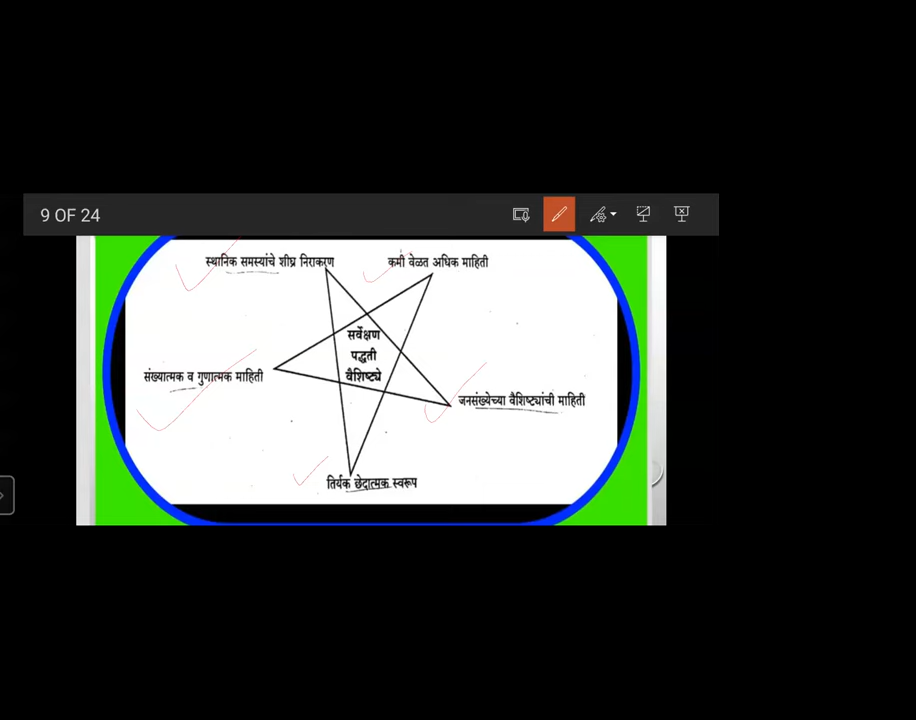 9 OF 24
स्थानिक समस्यांचे शीघ्र निराकरण
कमी वेळत अधिक माहिती
सर्वेक्षण
पद्धती
वैशिष्ट्ये
संख्यात्मक व गुणात्मक माहिती
जनसंख्येच्या वैशिष्ट्यांची माहिती
तिर्यक छेदात्मक स्वरूप